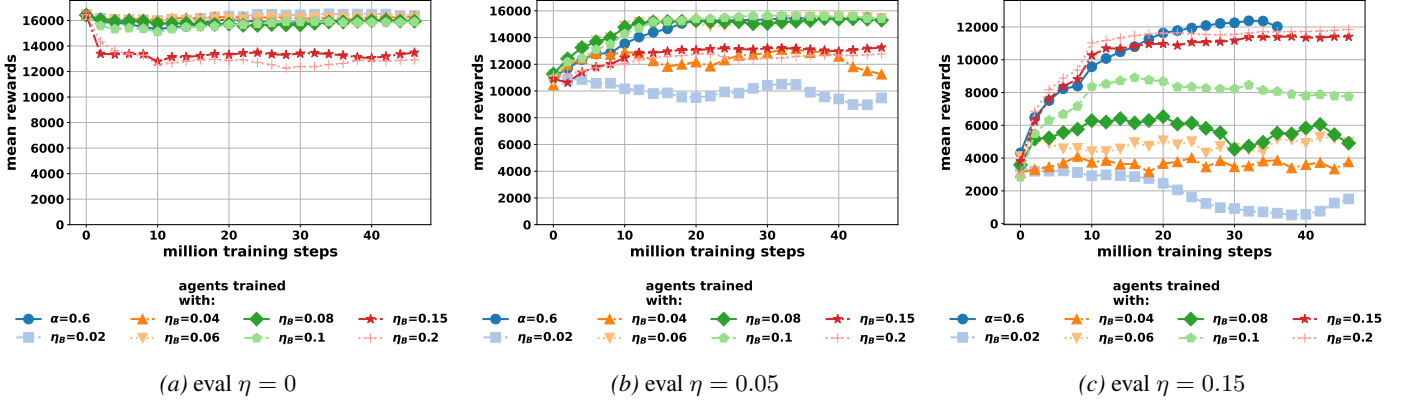 16000
14000
12000
10000
8000
6000
4000
2000
0
mean rewards
0 10 20 30 40
million training steps
agents trained
with:
α=0.6 η_B=0.04 η_B=0.08 η_B=0.15
η_B=0.02 η_B=0.06 η_B=0.1 η_B=0.2
(a) eval η = 0
16000
14000
12000
10000
8000
6000
4000
2000
0
mean rewards
0 10 20 30 40
million training steps
agents trained
with:
α=0.6 η_B=0.04 η_B=0.08 η_B=0.15
η_B=0.02 η_B=0.06 η_B=0.1 η_B=0.2
(b) eval η = 0.05
12000
10000
8000
6000
4000
2000
0
mean rewards
0 10 20 30 40
million training steps
agents trained
with:
α=0.6 η_B=0.04 η_B=0.08 η_B=0.15
η_B=0.02 η_B=0.06 η_B=0.1 η_B=0.2
(c) eval η = 0.15